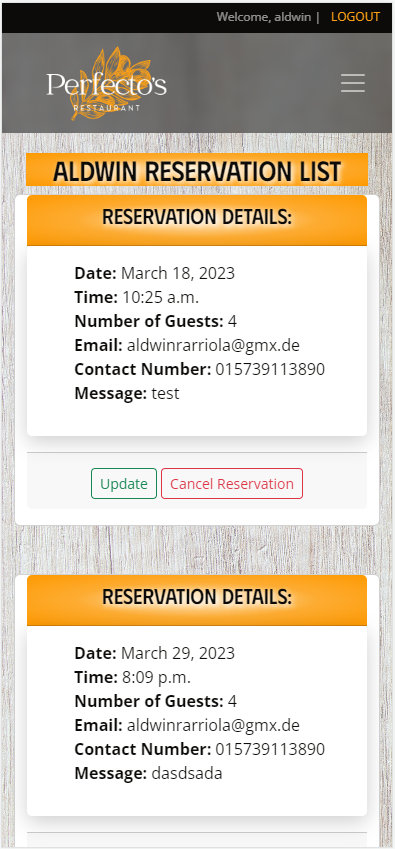 Welcome, aldwin | LOGOUT
Perfecto's
RESTAURANT
ALDWIN RESERVATION LIST
RESERVATION DETAILS:
Date: March 18, 2023
Time: 10:25 a.m.
Number of Guests: 4
Email: aldwinrarriola@gmx.de
Contact Number: 015739113890
Message: test
Update Cancel Reservation
RESERVATION DETAILS:
Date: March 29, 2023
Time: 8:09 p.m.
Number of Guests: 4
Email: aldwinrarriola@gmx.de
Contact Number: 015739113890
Message: dasdsada